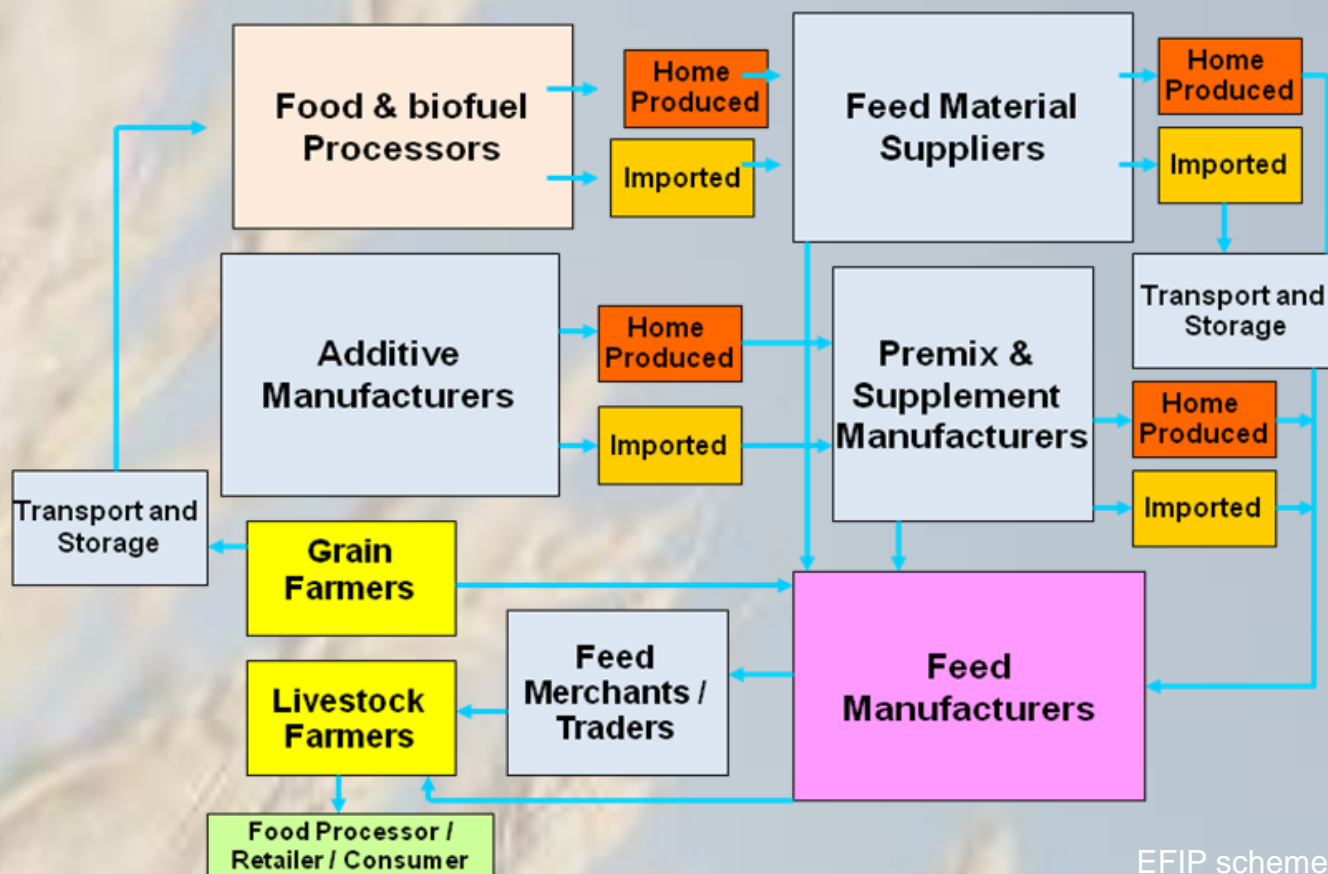 Food & biofuel
Processors
Home
Produced
Imported
Feed Material
Suppliers
Home
Produced
Imported
Transport and
Storage
Additive
Manufacturers
Home
Produced
Imported
Premix &
Supplement
Manufacturers
Home
Produced
Imported
Transport and
Storage
Grain
Farmers
Livestock
Farmers
Feed
Merchants /
Traders
Feed
Manufacturers
Food Processor /
Retailer / Consumer
EFIP scheme